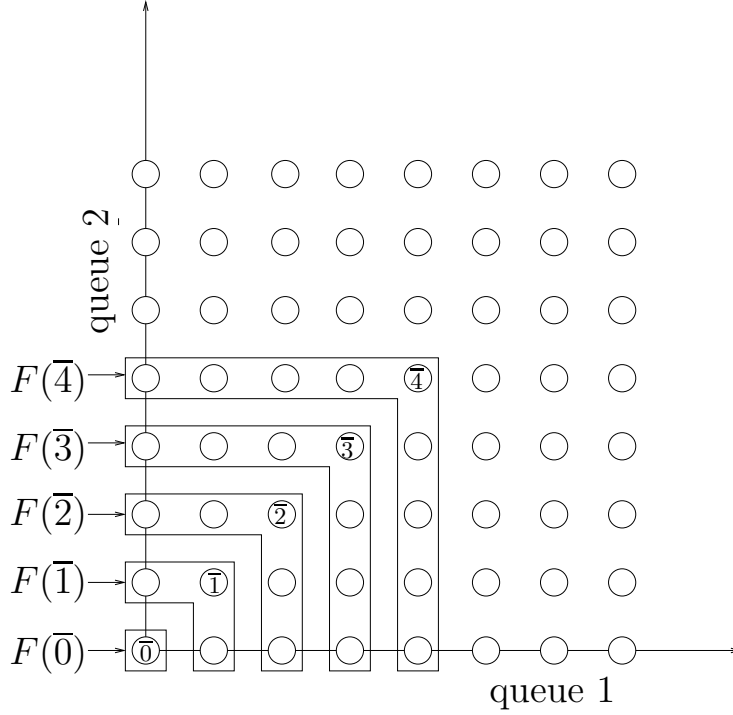 queue 2
F(4̅)
4̅
F(3̅)
3̅
F(2̅)
2̅
F(1̅)
1̅
F(0̅)
0̅
queue 1